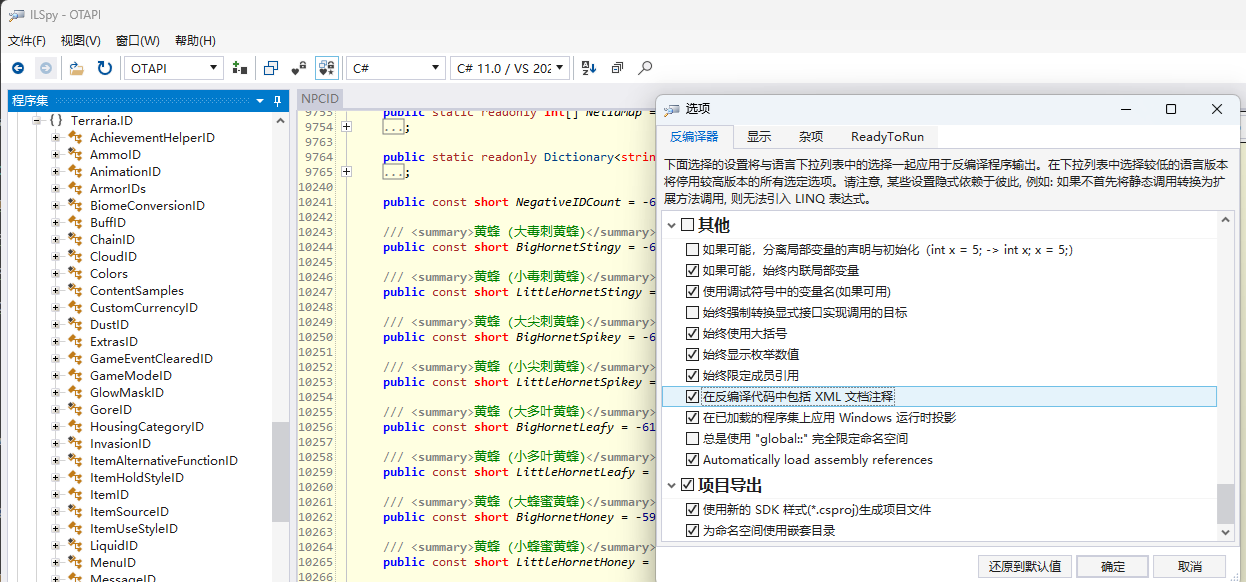 ILSpy - OTAPI
文件(F) 视图(V) 窗口(W) 帮助(H)
OTAPI C# C# 11.0 / VS 202
程序集
Terraria.ID
AchievementHelperID
AmmoID
AnimationID
ArmorIDs
BiomeConversionID
BuffID
ChainID
CloudID
Colors
ContentSamples
CustomCurrencyID
DustID
ExtrasID
GameEventClearedID
GameModeID
GlowMaskID
GoreID
HousingCategoryID
InvasionID
ItemAlternativeFunctionID
ItemHoldStyleID
ItemID
ItemSourceID
ItemUseStyleID
LiquidID
MenuID
MessageID
NPCID
9753 public static readonly int[] NetIdMap =
9754 ...;
9763
9764 public static readonly Dictionary<strin
9765 ...;
10240
10241 public const short NegativeIDCount = -6
10242
10243 /// <summary>黄蜂 (大毒刺黄蜂)</summary>
10244 public const short BigHornetStingy = -6
10245
10246 /// <summary>黄蜂 (小毒刺黄蜂)</summary>
10247 public const short LittleHornetStingy =
10248
10249 /// <summary>黄蜂 (大尖刺黄蜂)</summary>
10250 public const short BigHornetSpikey = -6
10251
10252 /// <summary>黄蜂 (小尖刺黄蜂)</summary>
10253 public const short LittleHornetSpikey =
10254
10255 /// <summary>黄蜂 (大多叶黄蜂)</summary>
10256 public const short BigHornetLeafy = -61
10257
10258 /// <summary>黄蜂 (小多叶黄蜂)</summary>
10259 public const short LittleHornetLeafy =
10260
10261 /// <summary>黄蜂 (大蜂蜜黄蜂)</summary>
10262 public const short BigHornetHoney = -59
10263
10264 /// <summary>黄蜂 (小蜂蜜黄蜂)</summary>
10265 public const short LittleHornetHoney =
10266
选项
反编译器 显示 杂项 ReadyToRun
下面选择的设置将与语言下拉列表中的选择一起应用于反编译程序输出。在下拉列表中选择较低的语言版本
将停用较高版本的所有选定选项。请注意, 某些设置隐式依赖于彼此, 例如: 如果不首先将静态调用转换为扩
展方法调用, 则无法引入 LINQ 表达式。
其他
如果可能，分离局部变量的声明与初始化（int x = 5; -> int x; x = 5;）
如果可能，始终内联局部变量
使用调试符号中的变量名(如果可用)
始终强制转换显式接口实现调用的目标
始终使用大括号
始终显示枚举数值
始终限定成员引用
在反编译代码中包括 XML 文档注释
在已加载的程序集上应用 Windows 运行时投影
总是使用 "global::" 完全限定命名空间
Automatically load assembly references
项目导出
使用新的 SDK 样式(*.csproj)生成项目文件
为命名空间使用嵌套目录
还原到默认值 确定 取消